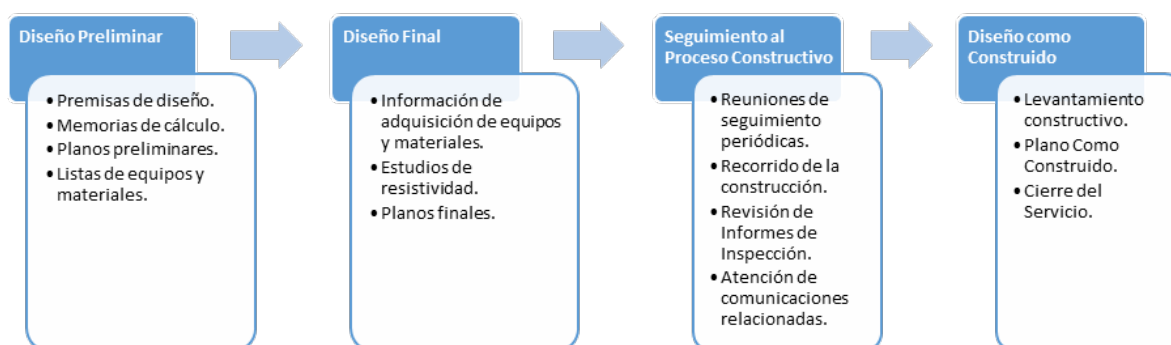 Diseño Preliminar
• Premisas de diseño.
• Memorias de cálculo.
• Planos preliminares.
• Listas de equipos y
materiales.
Diseño Final
• Información de
adquisición de equipos
y materiales.
• Estudios de
resistividad.
• Planos finales.
Seguimiento al
Proceso Constructivo
• Reuniones de
seguimiento
periódicas.
• Recorrido de la
construcción.
• Revisión de
Informes de
Inspección.
• Atención de
comunicaciones
relacionadas.
Diseño como
Construido
• Levantamiento
constructivo.
• Plano Como
Construido.
• Cierre del
Servicio.